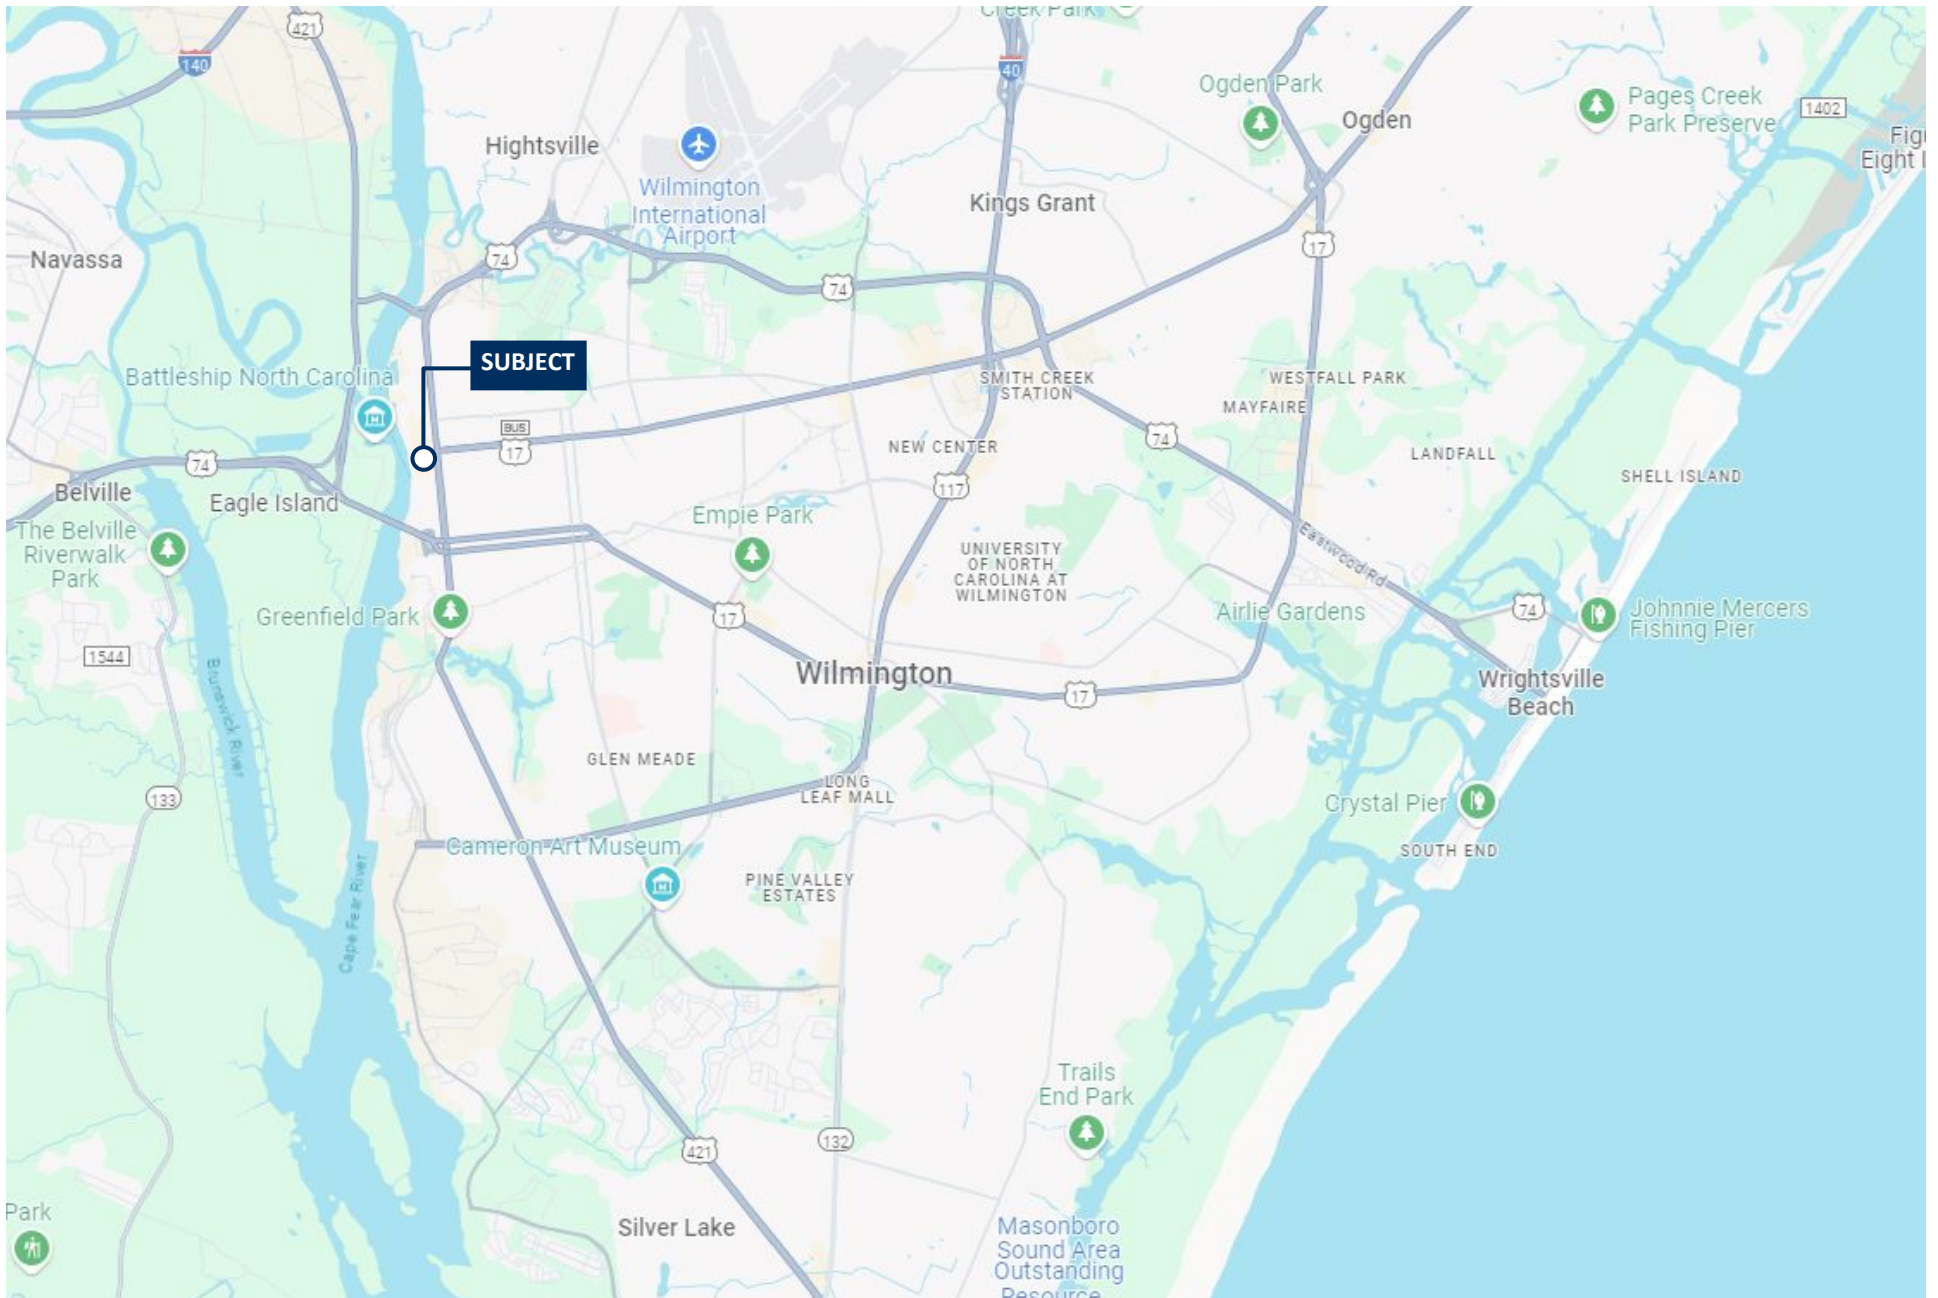 Creek Park
421
140
40
Ogden Park
Pages Creek
Park Preserve
1402
Ogden
Hightsville
Figu
Eight I
Wilmington
International
Airport
Kings Grant
74
17
Navassa
74
SUBJECT
Battleship North Carolina
SMITH CREEK
STATION
WESTFALL PARK
MAYFAIRE
BUS
17
74
NEW CENTER
LANDFALL
74
SHELL ISLAND
Belville
Eagle Island
117
Empie Park
The Belville
Riverwalk
Park
Eastwood Rd
UNIVERSITY
OF NORTH
CAROLINA AT
WILMINGTON
Greenfield Park
17
Airlie Gardens
74
Johnnie Mercers
Fishing Pier
1544
Brunswick River
Wilmington
17
Wrightsville
Beach
GLEN MEADE
LONG
LEAF MALL
133
Crystal Pier
Cameron Art Museum
SOUTH END
PINE VALLEY
ESTATES
Cape Fear River
Trails
End Park
132
421
Park
Silver Lake
Masonboro
Sound Area
Outstanding
Resource